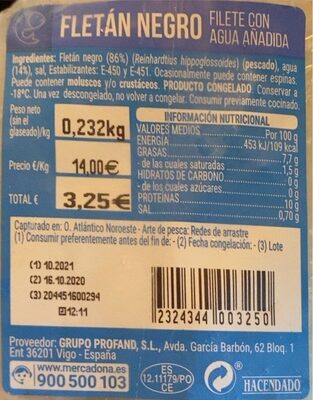 FLETÁN NEGRO
FILETE CON
AGUA AÑADIDA
Ingredientes: Fletán negro (86%) (Reinhardtius hippoglossoides) (pescado), agua
(14%), sal, Estabilizantes: E-450 y E-451. Ocasionalmente puede contener espinas.
Puede contener moluscos y/o crustáceos. PRODUCTO CONGELADO. Conservar a
-18ºC. Una vez descongelado, no volver a congelar. Consumir previamente cocinado.
Peso neto
(sin el
glaseado)/kg
0,232kg
Precio €/Kg
14,00€
TOTAL €
3,25€
INFORMACIÓN NUTRICIONAL
VALORES MEDIOS Por 100 g
ENERGÍA 453 kJ/109 kcal
GRASAS 7,7 g
- de las cuales saturadas 1,5 g
HIDRATOS DE CARBONO 0 g
- de los cuales azúcares 0 g
PROTEÍNAS 10 g
SAL 0,70 g
Capturado en: O. Atlántico Noroeste - Arte de pesca: Redes de arrastre
(1) Consumir preferentemente antes del fin de: - (2) Fecha congelación: - (3) Lote
(1) 10.2021
(2) 16.10.2020
(3) 204451600294
12:11
2324344 003250
Proveedor: GRUPO PROFAND, S.L., Avda. García Barbón, 62 Bloq. 1
Ent 36201 Vigo - España
www.mercadona.es
900 500 103
ES
12.11179/PO
CE
HACENDADO